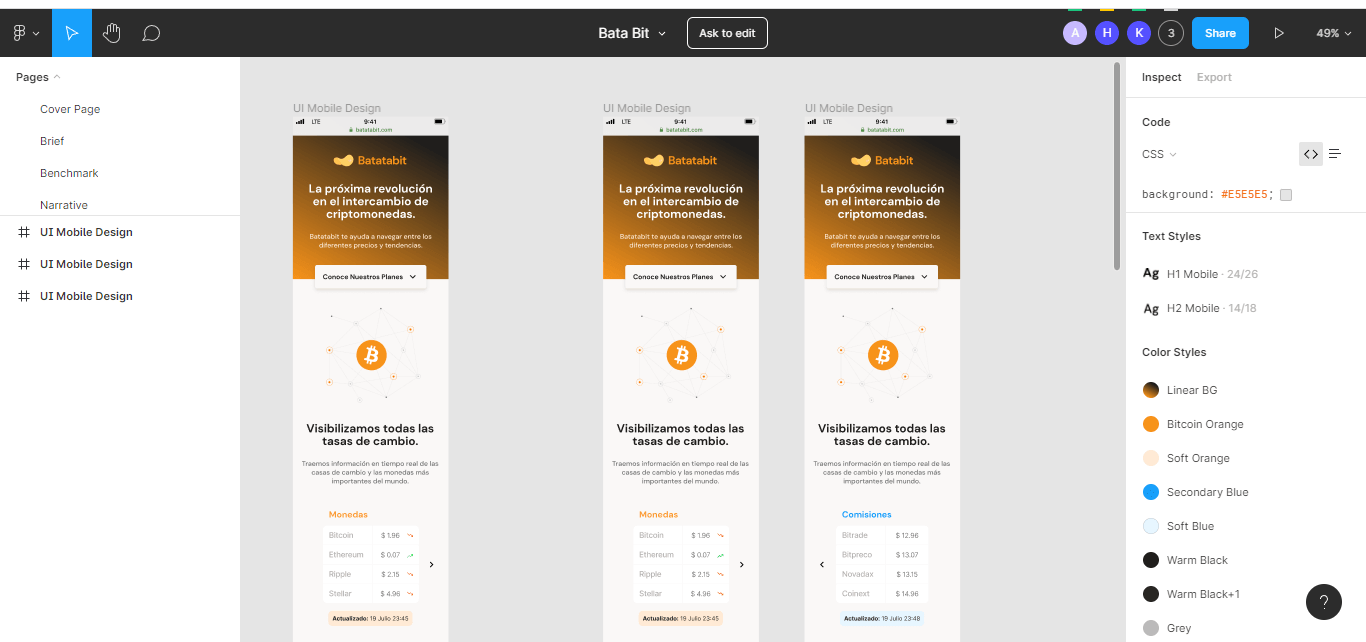 Bata Bit
Ask to edit
A
H
K
3
Share
49%
Pages
Cover Page
Brief
Benchmark
Narrative
UI Mobile Design
UI Mobile Design
UI Mobile Design
UI Mobile Design
LTE
9:41
batatabit.com
Batatabit
La próxima revolución
en el intercambio de
criptomonedas.
Batatabit te ayuda a navegar entre los
diferentes precios y tendencias.
Conoce Nuestros Planes
Visibilizamos todas las
tasas de cambio.
Traemos información en tiempo real de las
casas de cambio y las monedas más
importantes del mundo.
Monedas
Bitcoin $ 1.96
Ethereum $ 0.07
Ripple $ 2.15
Stellar $ 4.96
Actualizado: 19 Julio 23:45
UI Mobile Design
LTE
9:41
batatabit.com
Batatabit
La próxima revolución
en el intercambio de
criptomonedas.
Batatabit te ayuda a navegar entre los
diferentes precios y tendencias.
Conoce Nuestros Planes
Visibilizamos todas las
tasas de cambio.
Traemos información en tiempo real de las
casas de cambio y las monedas más
importantes del mundo.
Monedas
Bitcoin $ 1.96
Ethereum $ 0.07
Ripple $ 2.15
Stellar $ 4.96
Actualizado: 19 Julio 23:45
UI Mobile Design
LTE
9:41
batatabit.com
Batatabit
La próxima revolución
en el intercambio de
criptomonedas.
Batatabit te ayuda a navegar entre los
diferentes precios y tendencias.
Conoce Nuestros Planes
Visibilizamos todas las
tasas de cambio.
Traemos información en tiempo real de las
casas de cambio y las monedas más
importantes del mundo.
Comisiones
Bitrade $ 12.96
Bitpreco $ 13.07
Novadax $ 13.15
Coinext $ 14.96
Actualizado: 19 Julio 23:48
Inspect Export
Code
CSS
background: #E5E5E5;
Text Styles
Ag H1 Mobile · 24/26
Ag H2 Mobile · 14/18
Color Styles
Linear BG
Bitcoin Orange
Soft Orange
Secondary Blue
Soft Blue
Warm Black
Warm Black+1
Grey
?